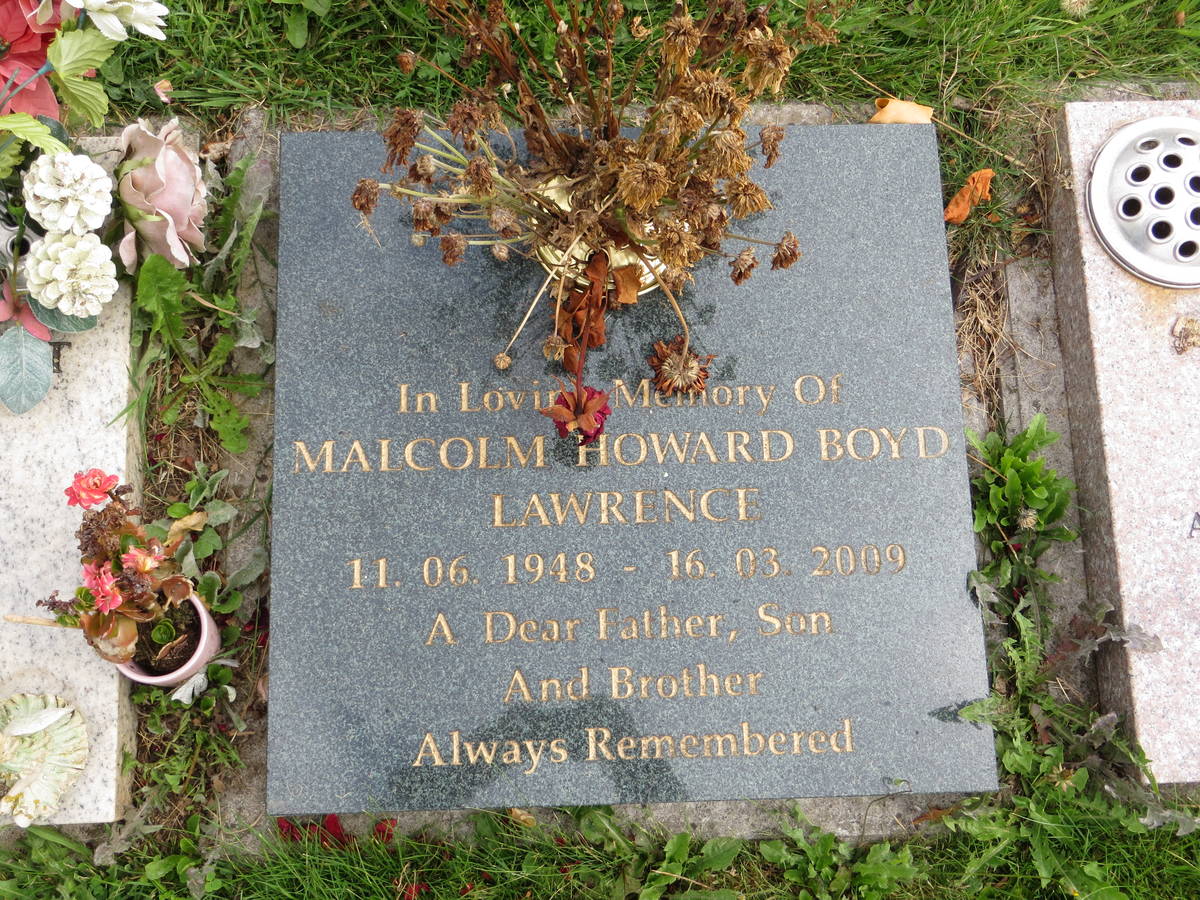 In Loving Memory Of
MALCOLM HOWARD BOYD
LAWRENCE
11. 06. 1948 - 16. 03. 2009
A Dear Father, Son
And Brother
Always Remembered